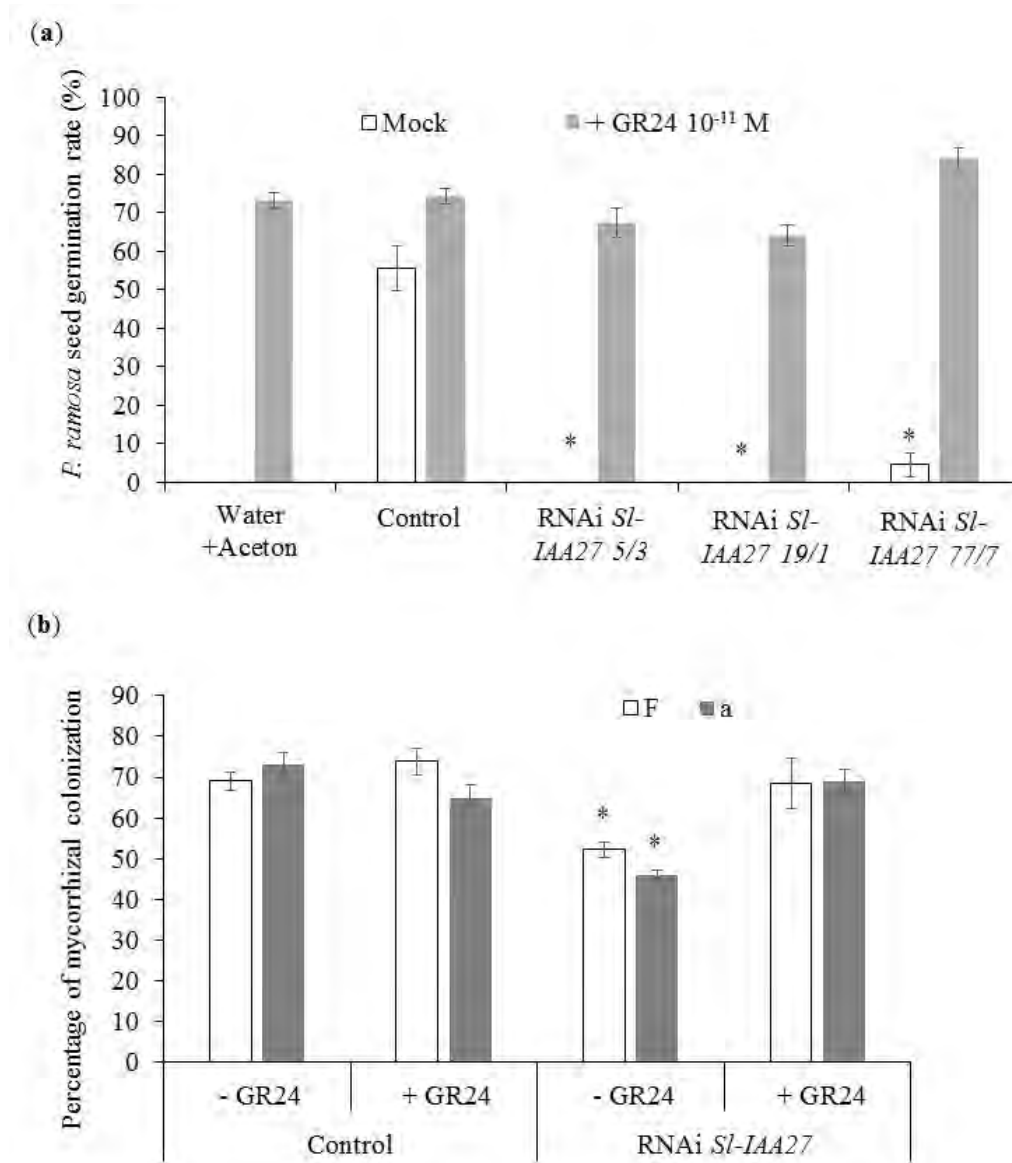 (a)
P. ramosa seed germination rate (%)
100
90
80
70
60
50
40
30
20
10
0
Mock
+ GR24 10⁻¹¹ M
*
*
*
Water
+Aceton
Control
RNAi Sl-
IAA27 5/3
RNAi Sl-
IAA27 19/1
RNAi Sl-
IAA27 77/7
(b)
Percentage of mycorrhizal colonization
90
80
70
60
50
40
30
20
10
0
F
a
*
*
- GR24
+ GR24
- GR24
+ GR24
Control
RNAi Sl-IAA27